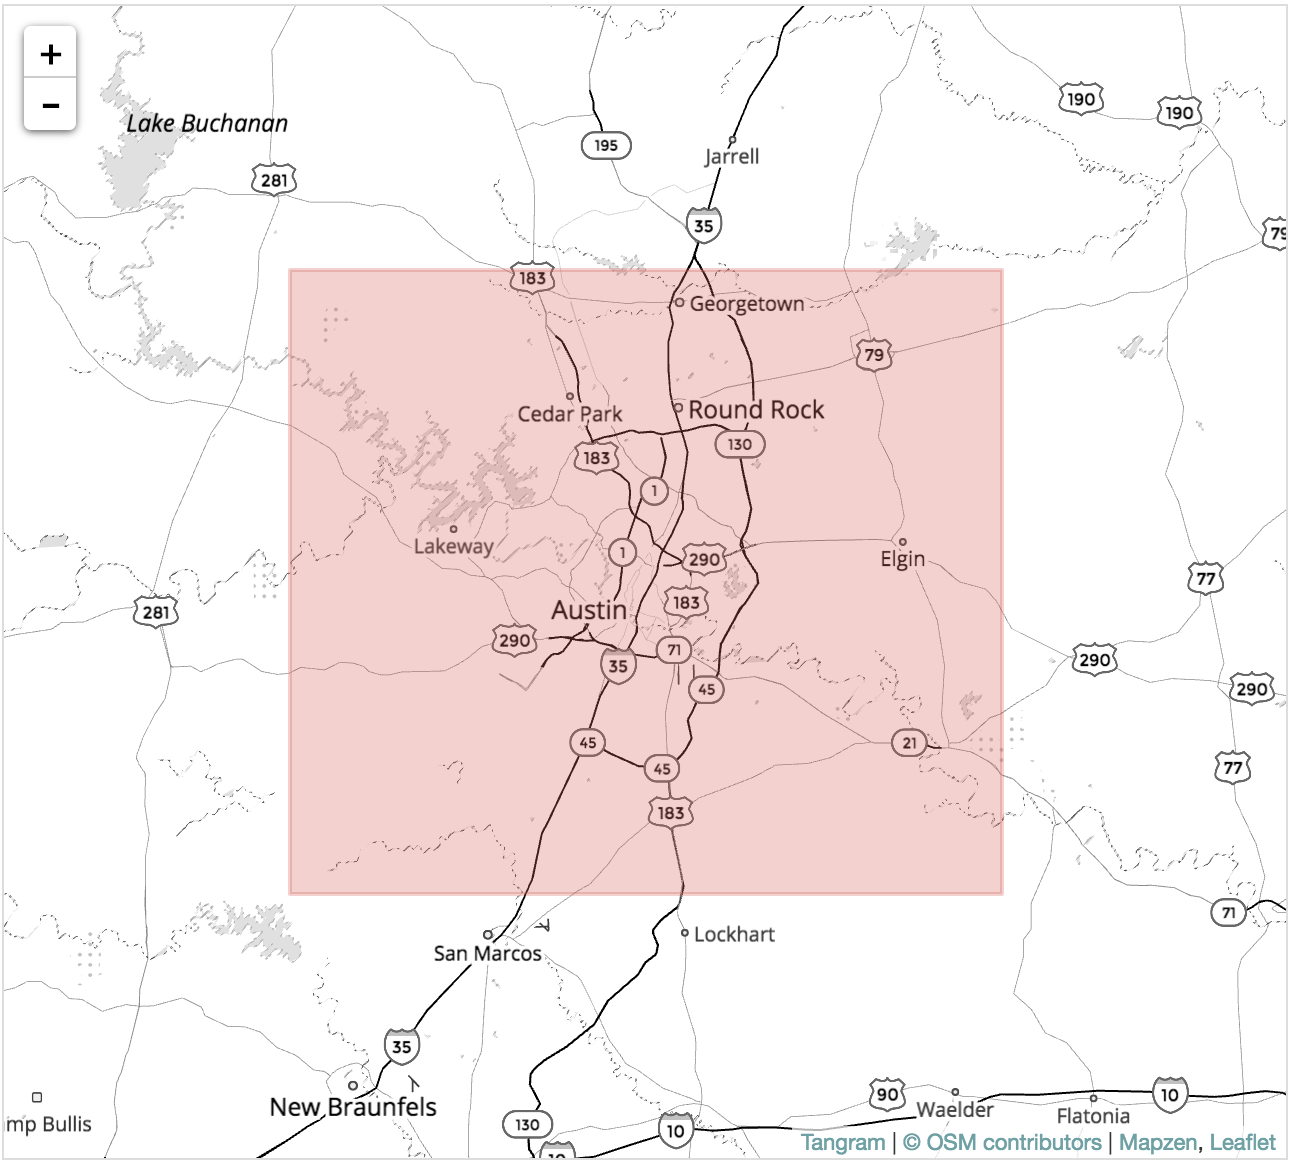 +
−
190
190
Lake Buchanan
195
Jarrell
281
35
79
183
Georgetown
79
Cedar Park
Round Rock
130
183
1
Lakeway
1
290
Elgin
77
183
281
Austin
290
71
35
290
45
290
45
21
45
77
183
71
San Marcos
Lockhart
35
New Braunfels
mp Bullis
90
Waelder
10
Flatonia
130
10
10
Tangram | © OSM contributors | Mapzen, Leaflet